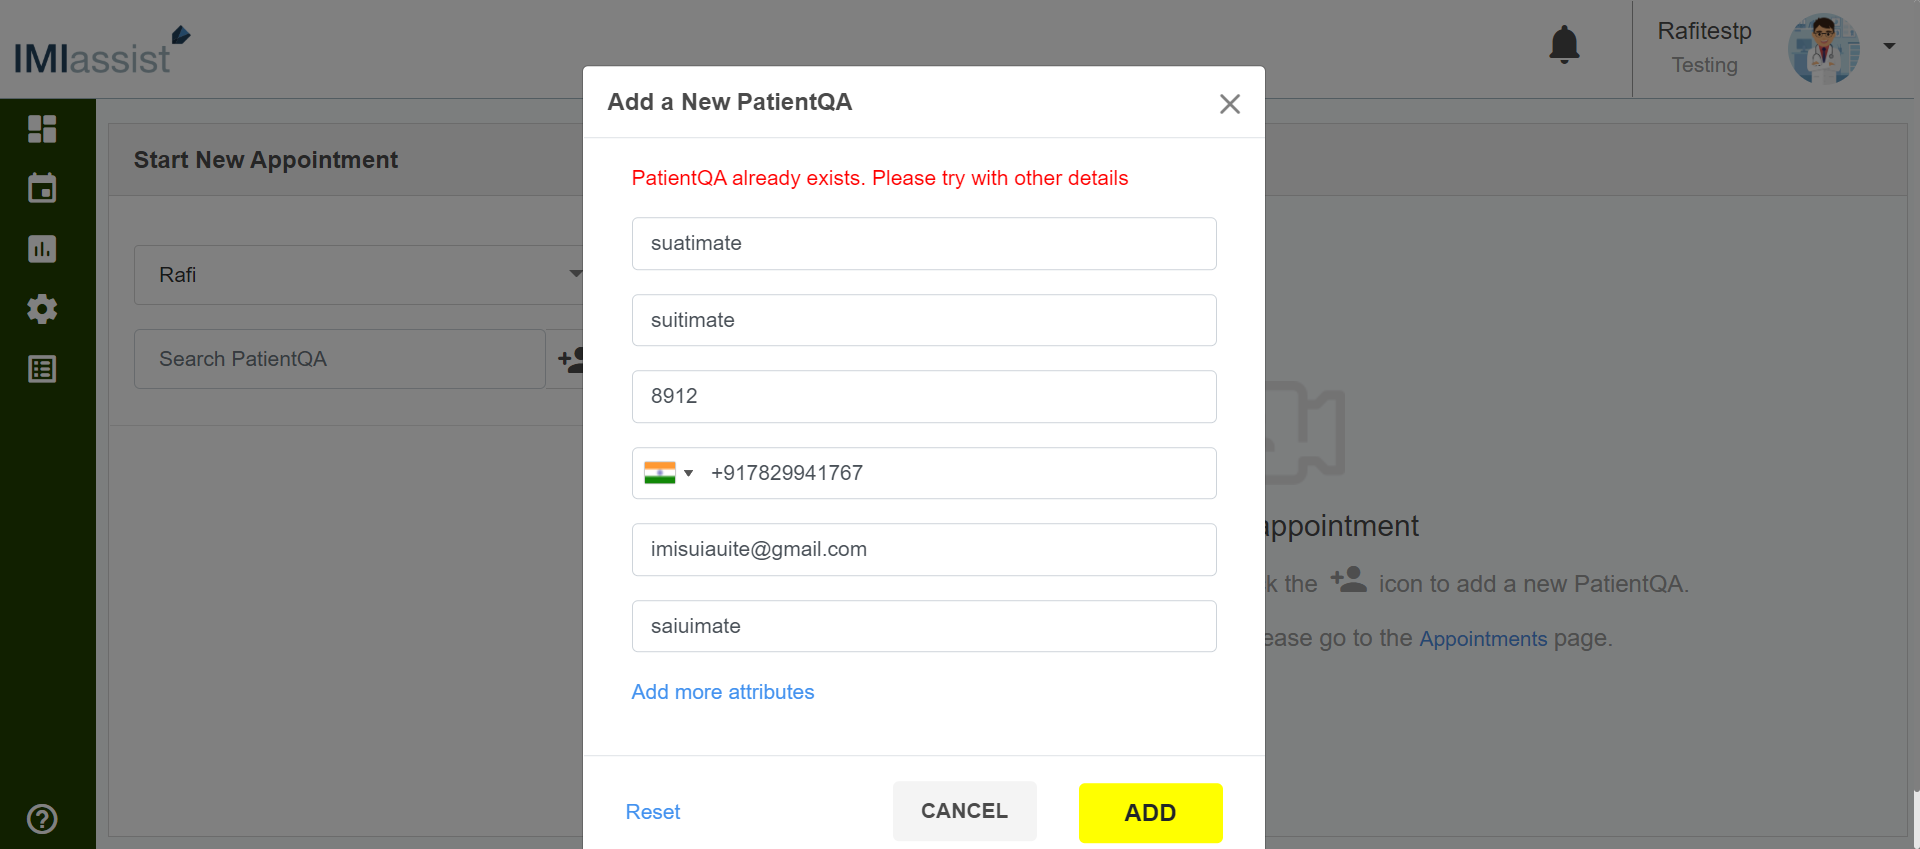 IMIassist
Rafitestp
Testing
Start New Appointment
Rafi
Search PatientQA
Add a New PatientQA
PatientQA already exists. Please try with other details
suatimate
suitimate
8912
+917829941767
imisuiauite@gmail.com
saiuimate
Add more attributes
Reset
CANCEL
ADD
appointment
k the icon to add a new PatientQA.
ease go to the Appointments page.